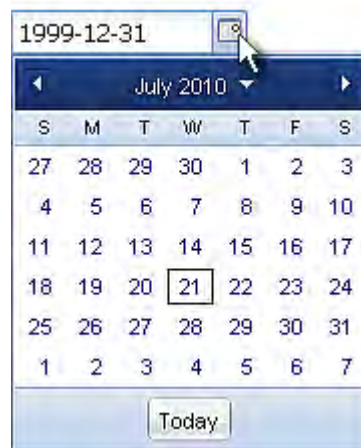 1999-12-31
July 2010
S M T W T F S
27 28 29 30 1 2 3
4 5 6 7 8 9 10
11 12 13 14 15 16 17
18 19 20 21 22 23 24
25 26 27 28 29 30 31
1 2 3 4 5 6 7
Today